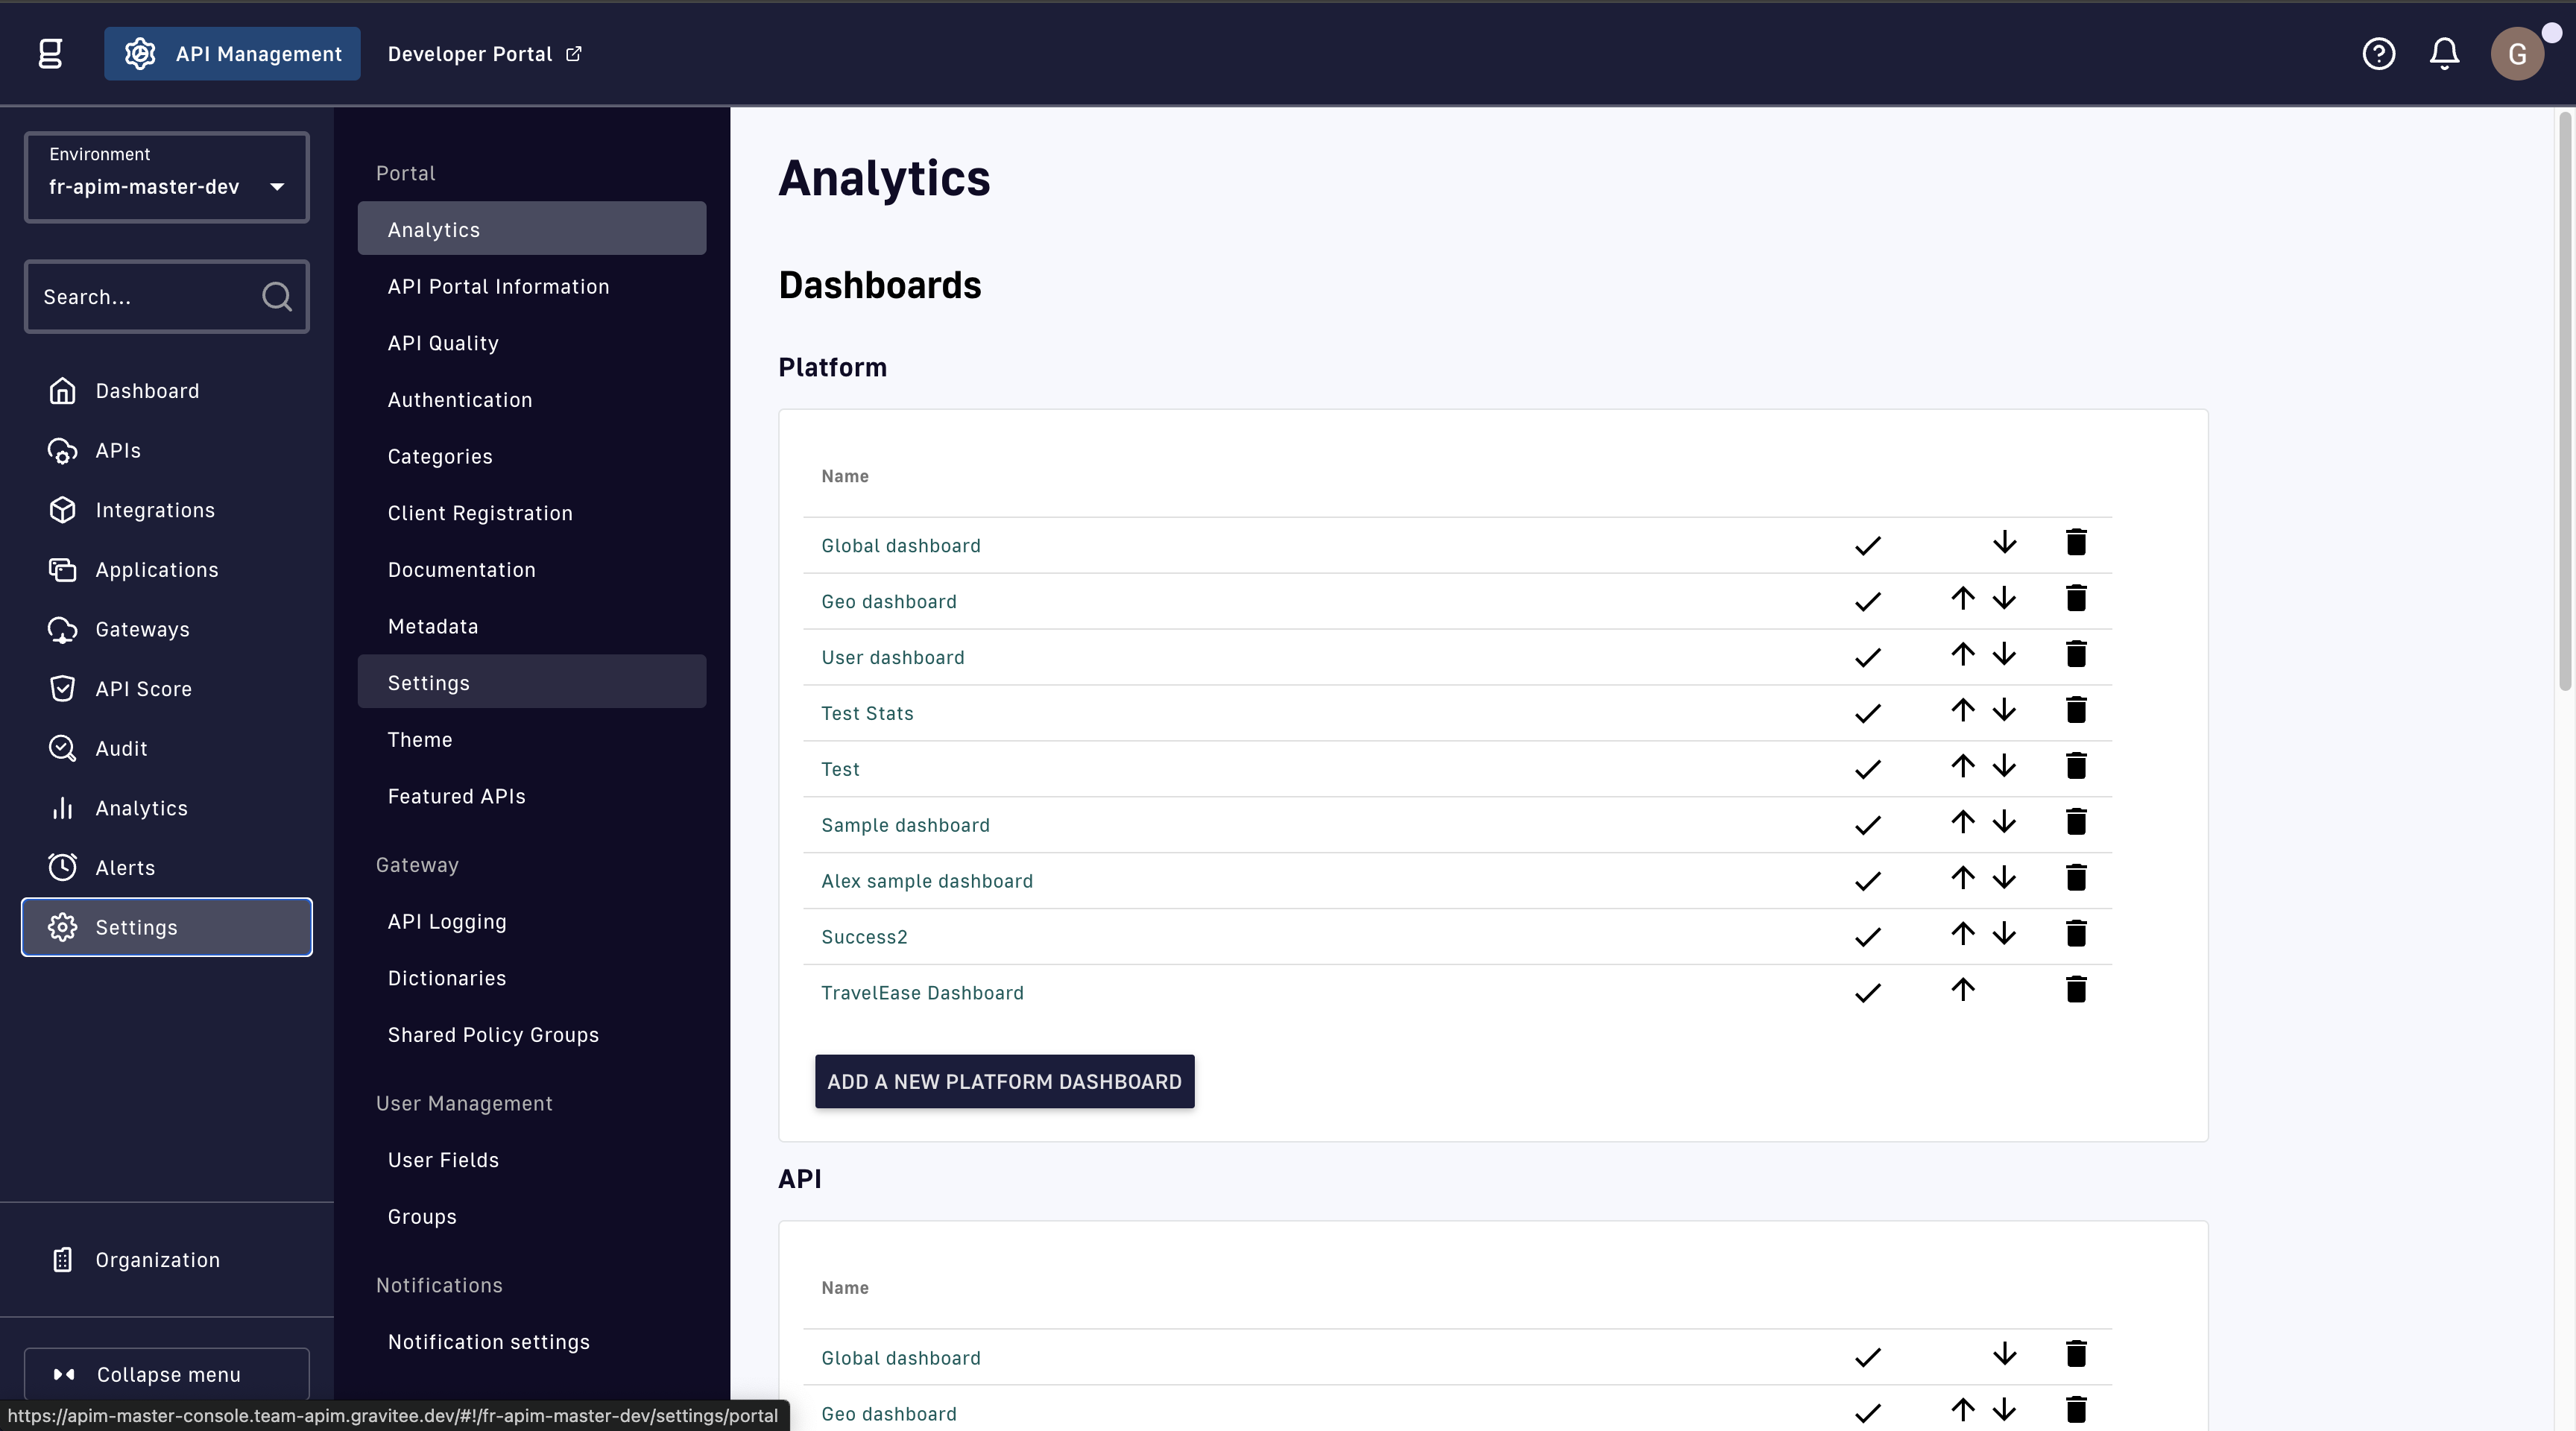 g
API Management
Developer Portal
G
Environment
fr-apim-master-dev
Search...
Dashboard
APIs
Integrations
Applications
Gateways
API Score
Audit
Analytics
Alerts
Settings
Organization
Collapse menu
Portal
Analytics
API Portal Information
API Quality
Authentication
Categories
Client Registration
Documentation
Metadata
Settings
Theme
Featured APIs
Gateway
API Logging
Dictionaries
Shared Policy Groups
User Management
User Fields
Groups
Notifications
Notification settings
Analytics
Dashboards
Platform
Name
Global dashboard
Geo dashboard
User dashboard
Test Stats
Test
Sample dashboard
Alex sample dashboard
Success2
TravelEase Dashboard
ADD A NEW PLATFORM DASHBOARD
API
Name
Global dashboard
Geo dashboard
https://apim-master-console.team-apim.gravitee.dev/#!/fr-apim-master-dev/settings/portal